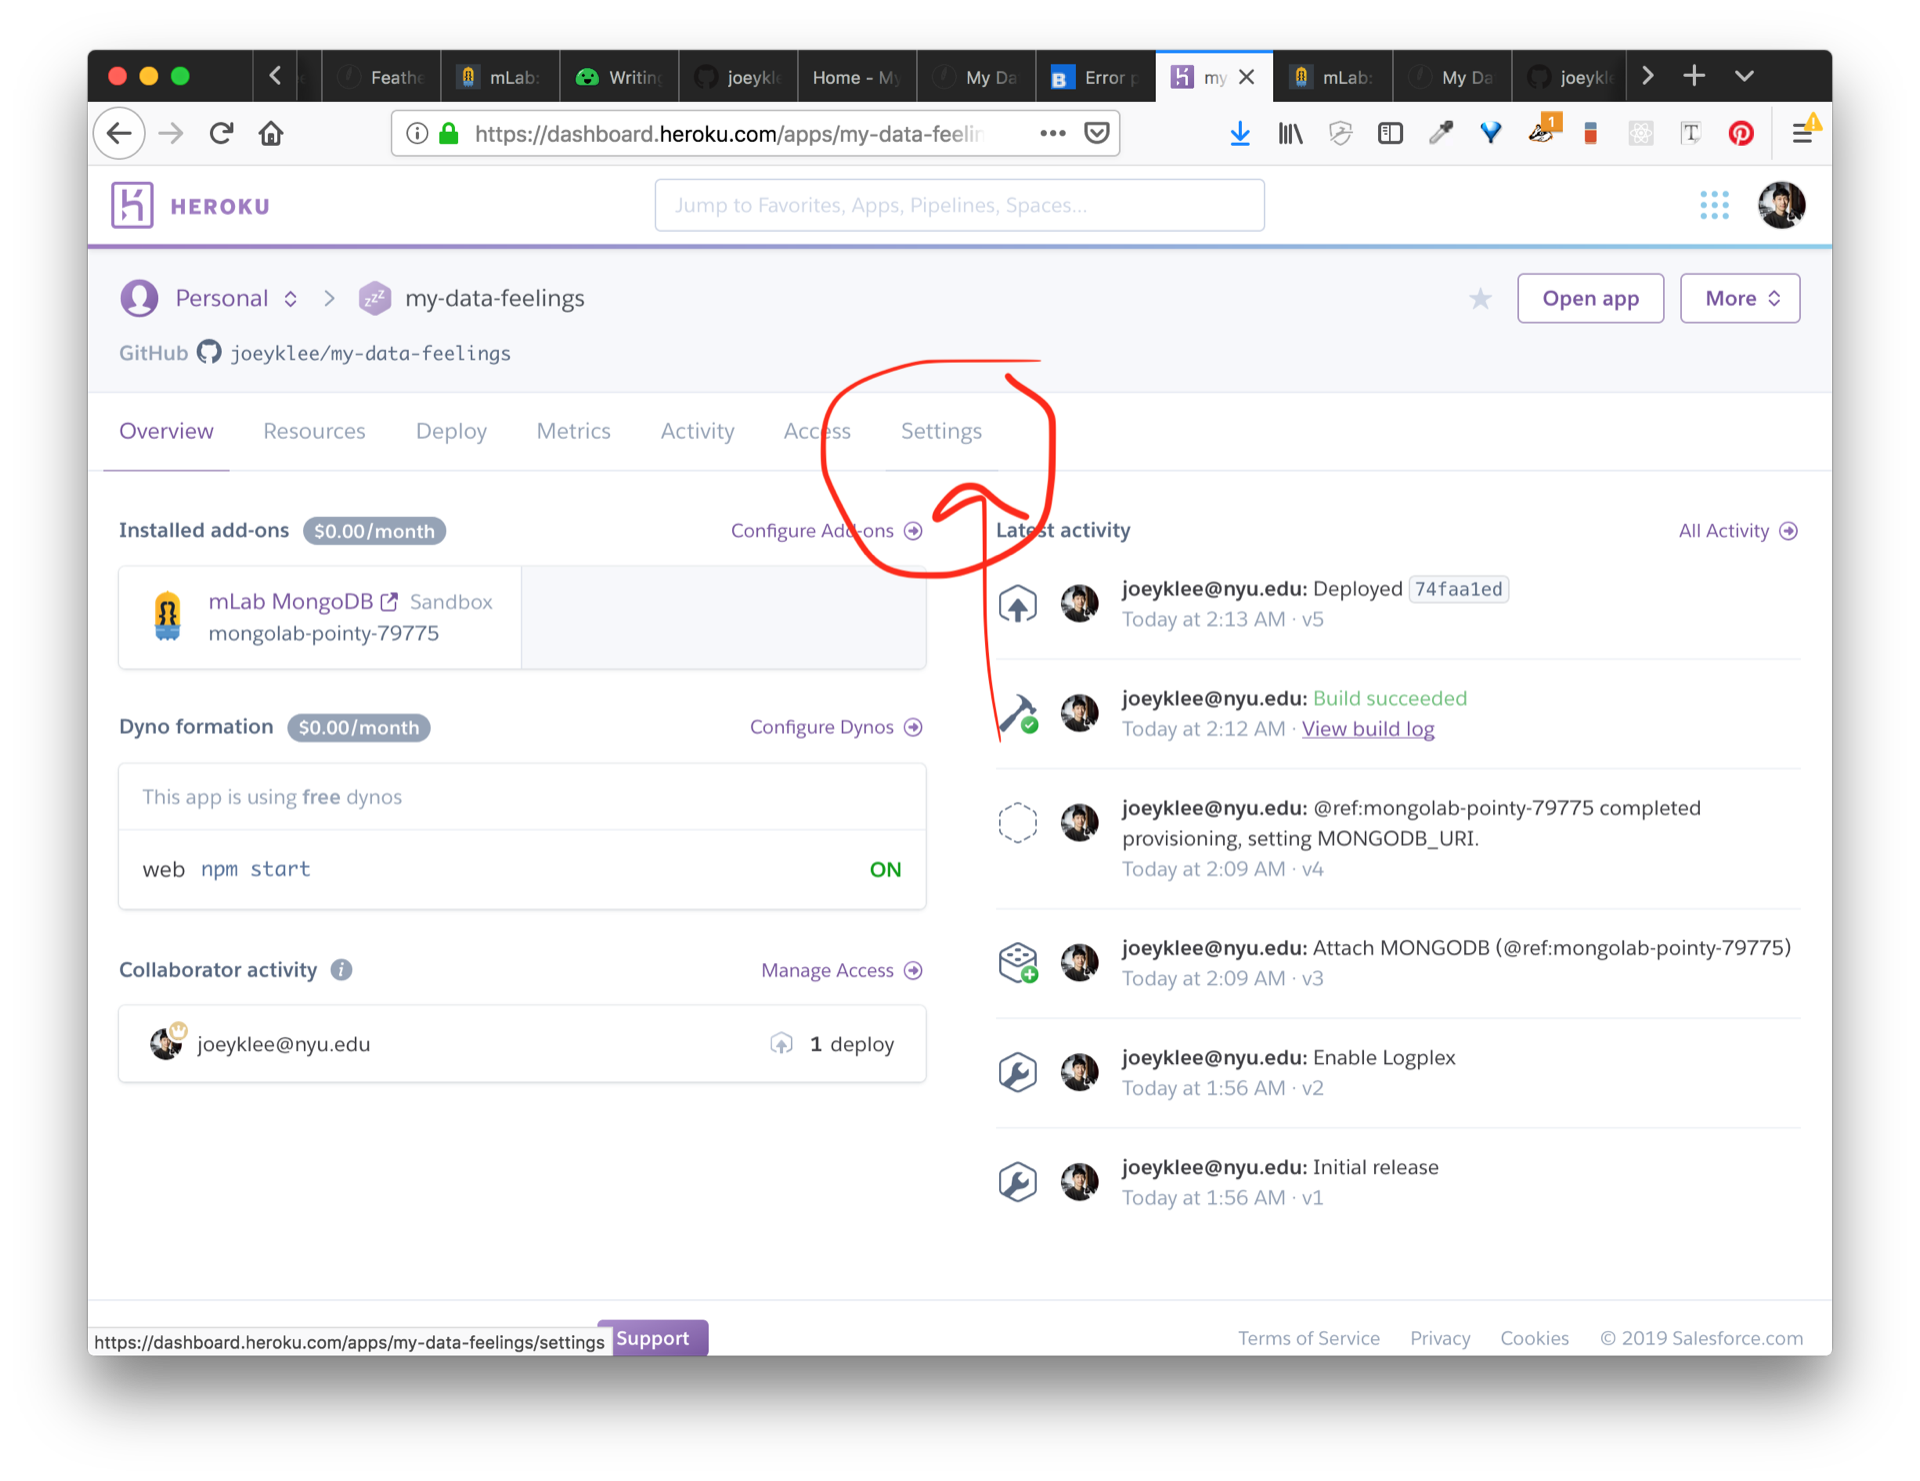 Feathe
mLab:
Writing
joeykle
Home - My
My Da
Error p
my
mLab:
My Da
joeykle
https://dashboard.heroku.com/apps/my-data-feelin
1
HEROKU
Jump to Favorites, Apps, Pipelines, Spaces...
Personal
my-data-feelings
Open app
More
GitHub joeyklee/my-data-feelings
Overview
Resources
Deploy
Metrics
Activity
Access
Settings
Installed add-ons $0.00/month
Configure Add-ons
mLab MongoDB Sandbox
mongolab-pointy-79775
Dyno formation $0.00/month
Configure Dynos
This app is using free dynos
web npm start
ON
Collaborator activity
Manage Access
joeyklee@nyu.edu
1 deploy
Latest activity
All Activity
joeyklee@nyu.edu: Deployed 74faa1ed
Today at 2:13 AM · v5
joeyklee@nyu.edu: Build succeeded
Today at 2:12 AM · View build log
joeyklee@nyu.edu: @ref:mongolab-pointy-79775 completed
provisioning, setting MONGODB_URI.
Today at 2:09 AM · v4
joeyklee@nyu.edu: Attach MONGODB (@ref:mongolab-pointy-79775)
Today at 2:09 AM · v3
joeyklee@nyu.edu: Enable Logplex
Today at 1:56 AM · v2
joeyklee@nyu.edu: Initial release
Today at 1:56 AM · v1
https://dashboard.heroku.com/apps/my-data-feelings/settings
Support
Terms of Service
Privacy
Cookies
© 2019 Salesforce.com